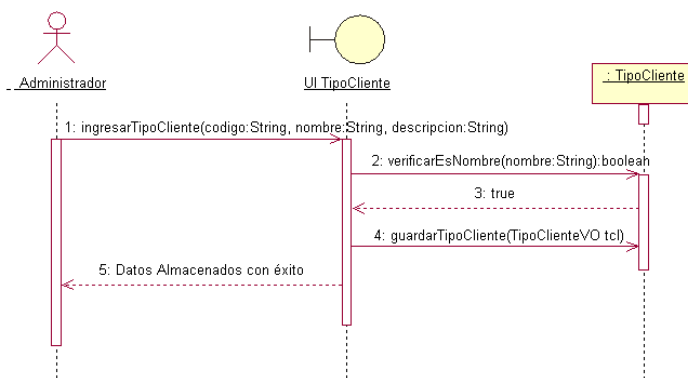 _ Administrador
UI TipoCliente
_: TipoCliente
1: ingresarTipoCliente(codigo:String, nombre:String, descripcion:String)
2: verificarEsNombre(nombre:String):boolean
3: true
4: guardarTipoCliente(TipoClienteVO tcl)
5: Datos Almacenados con éxito